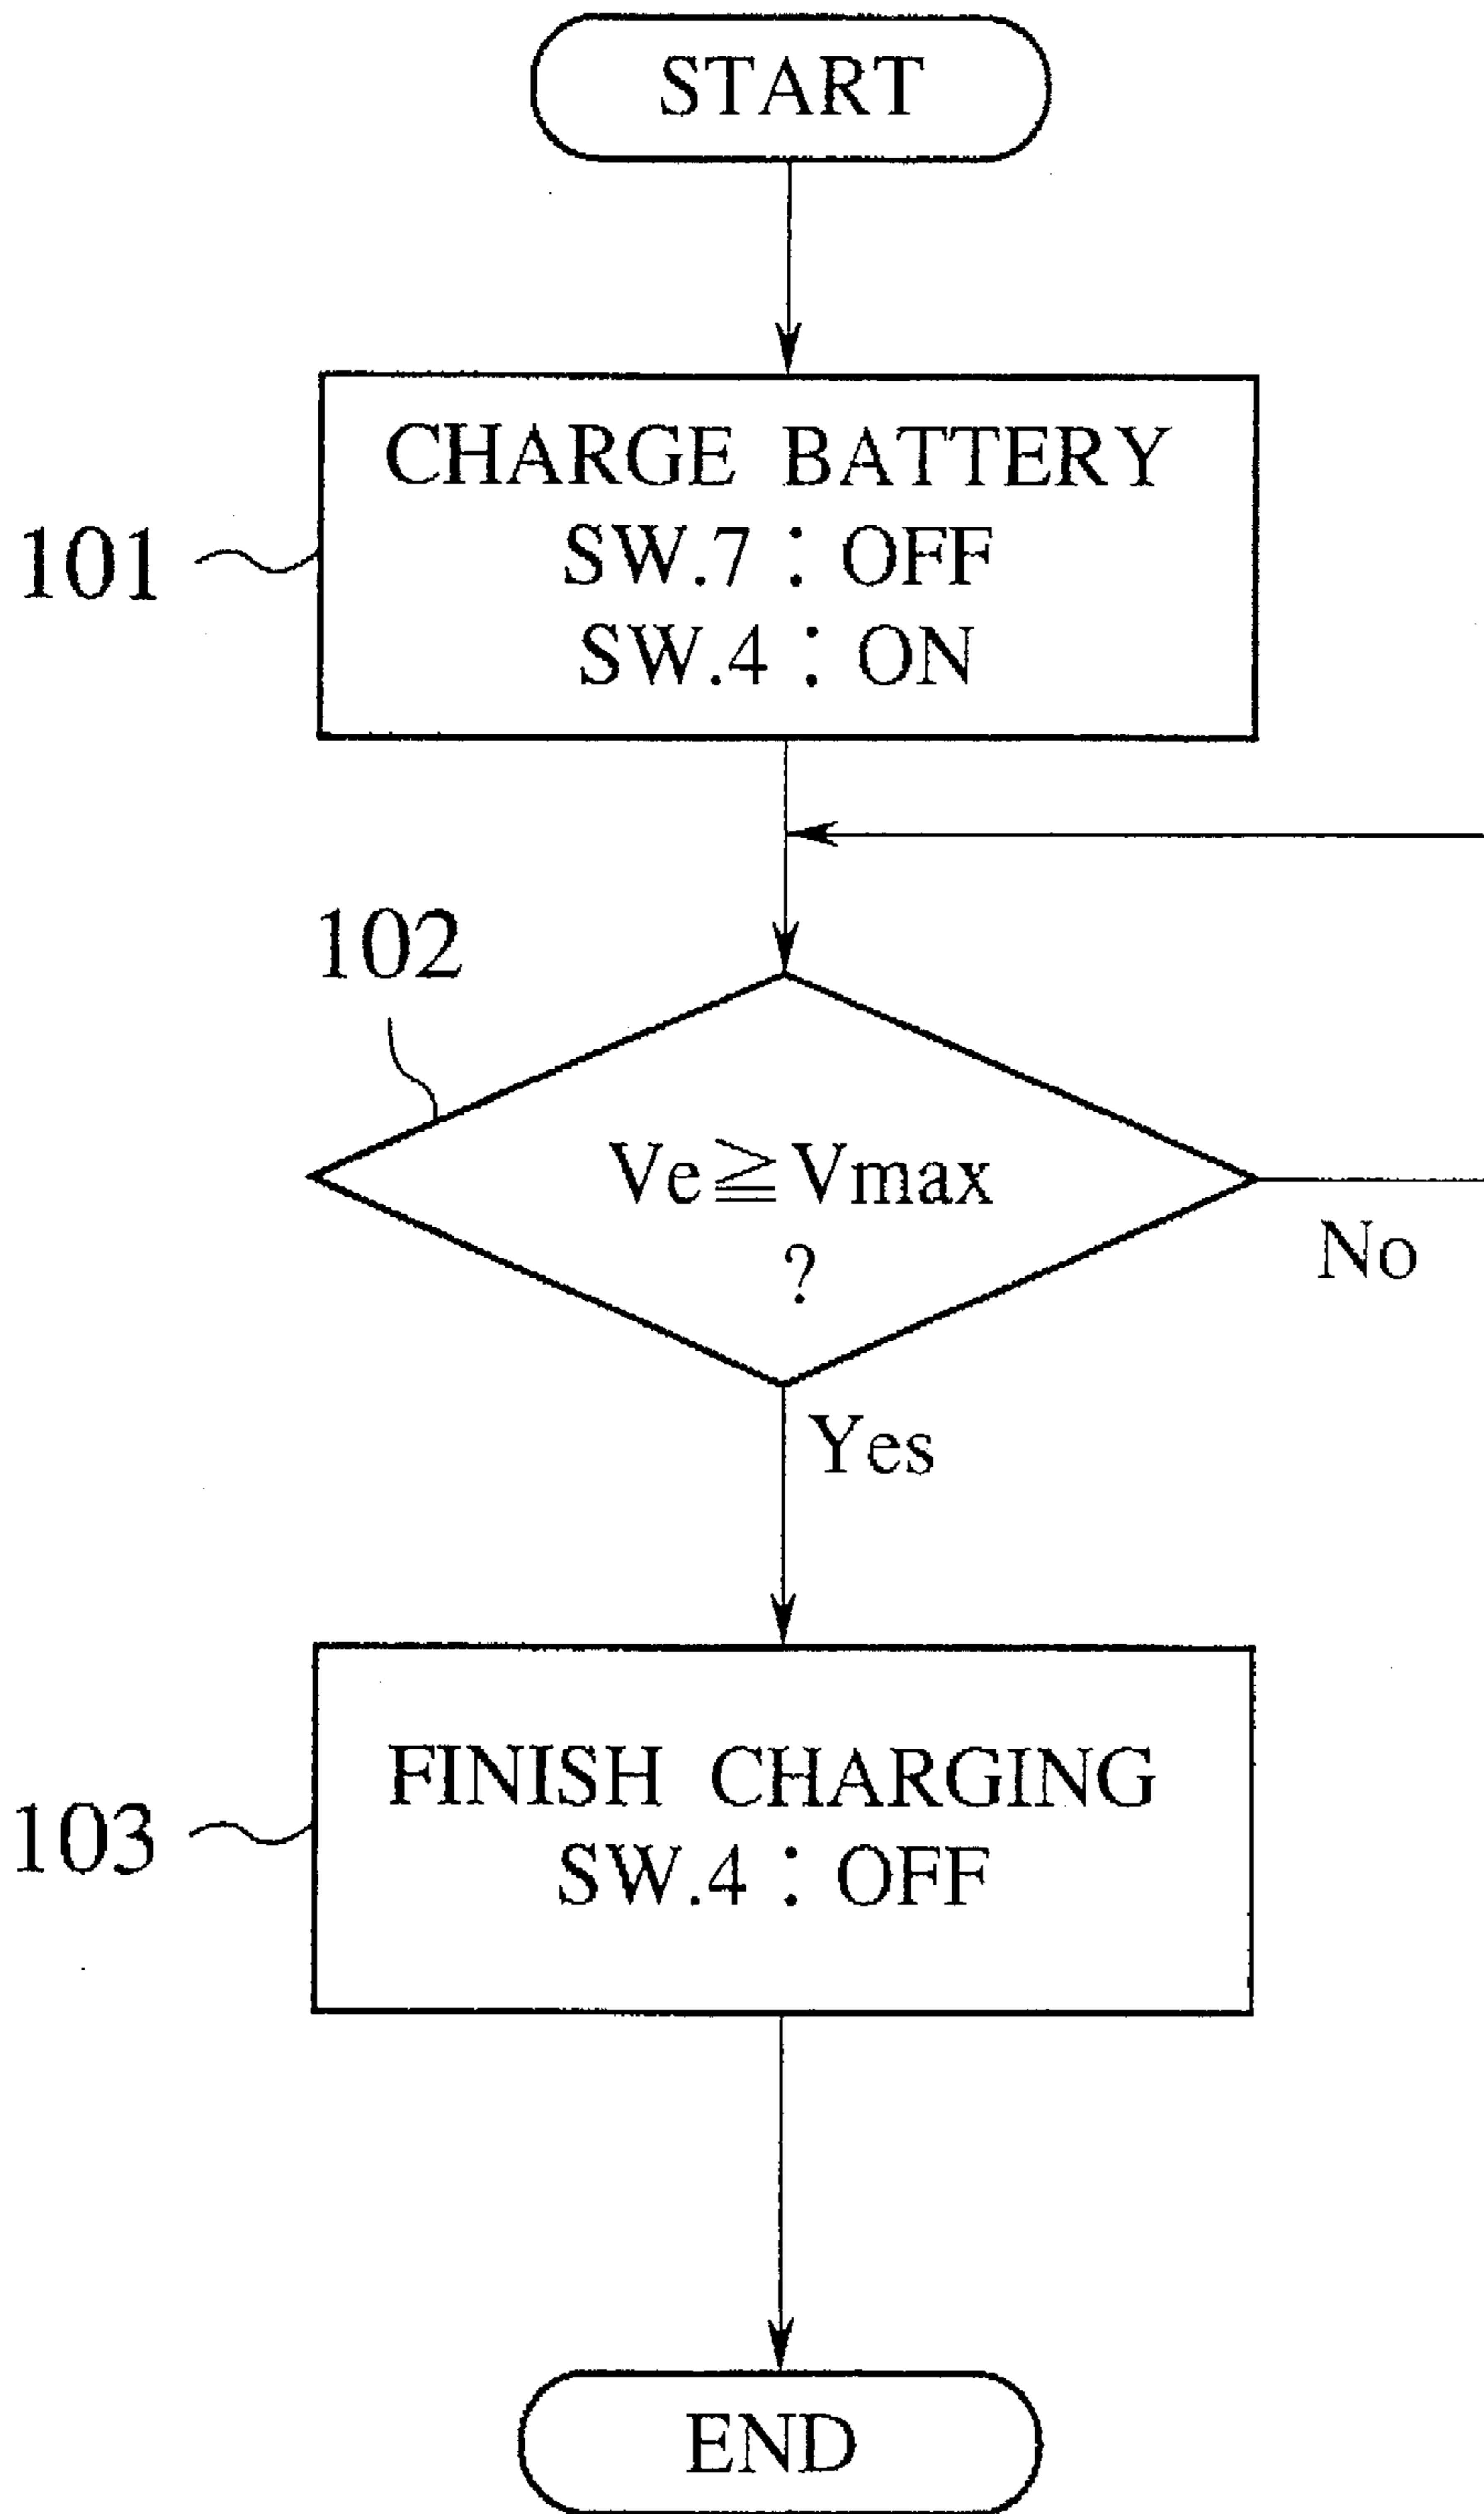 START
CHARGE BATTERY
SW.7 : OFF
SW.4 : ON
101
102
Ve≧Vmax
?
No
Yes
FINISH CHARGING
SW.4 : OFF
103
END